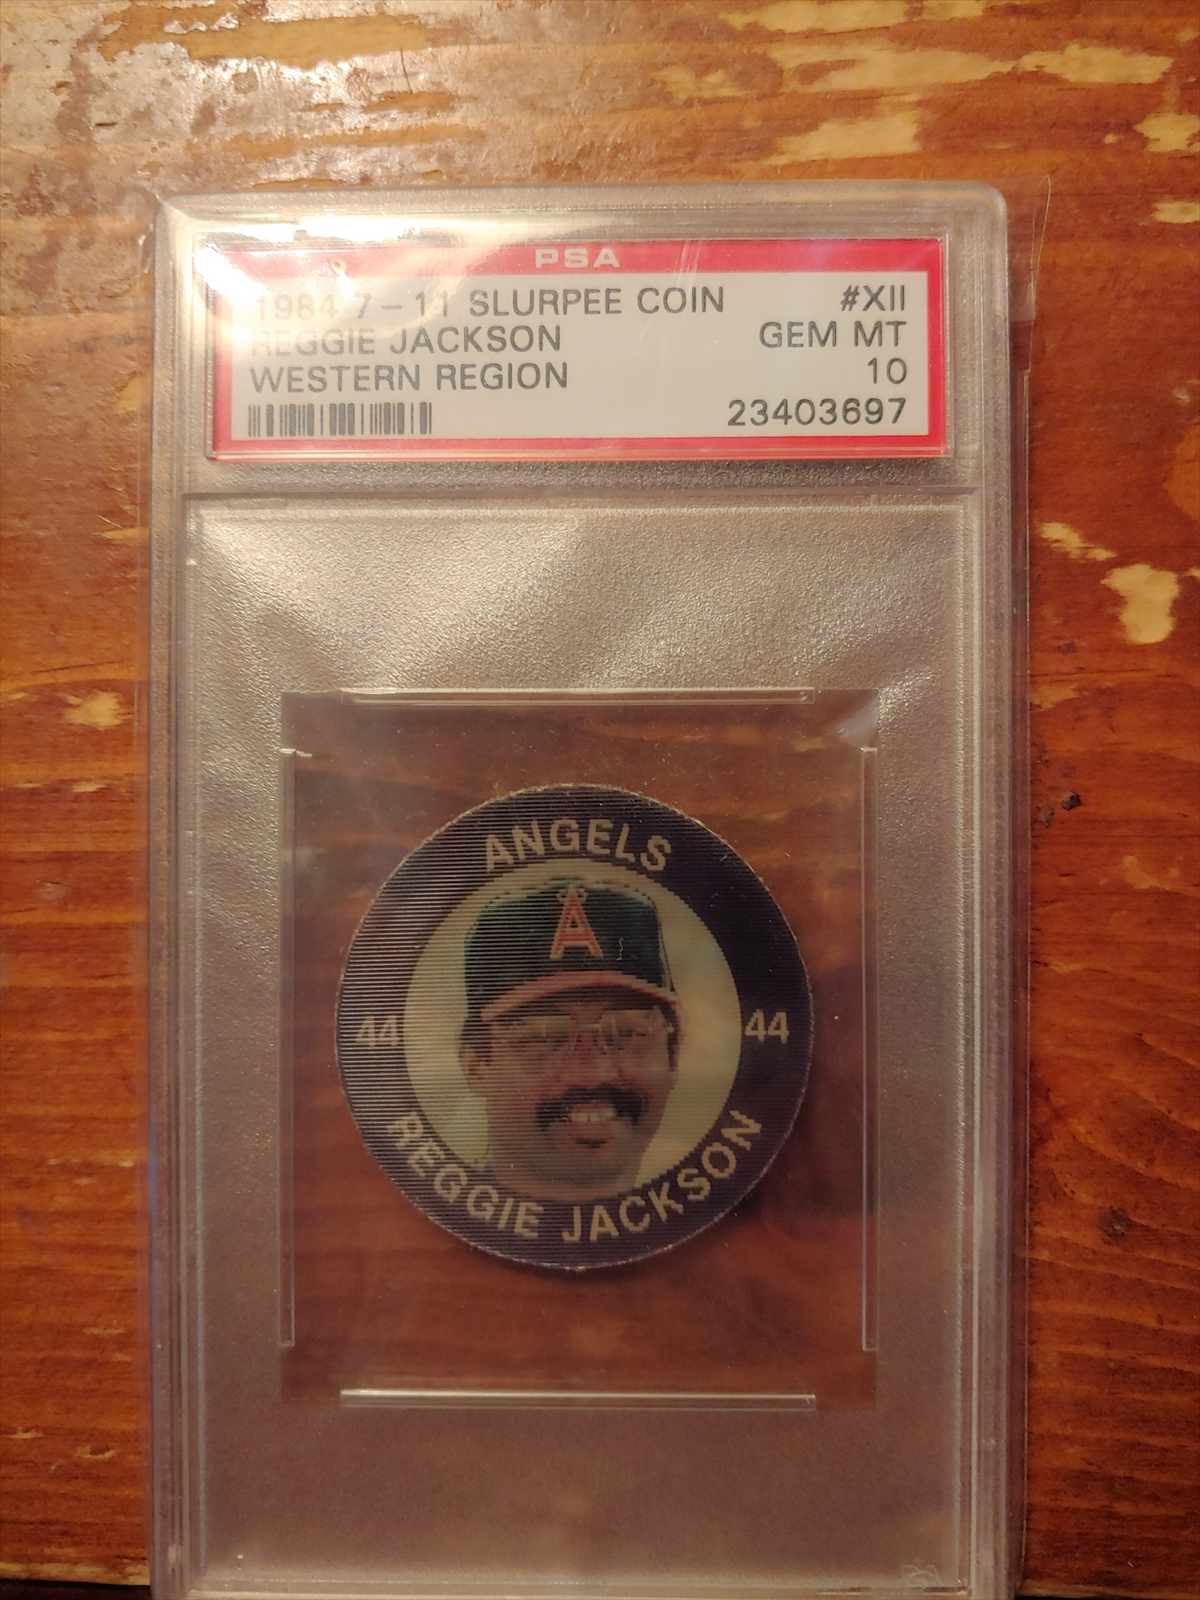 PSA
1984 7-11 SLURPEE COIN #XII
REGGIE JACKSON GEM MT
WESTERN REGION 10
23403697
ANGELS
A
44 44
REGGIE JACKSON